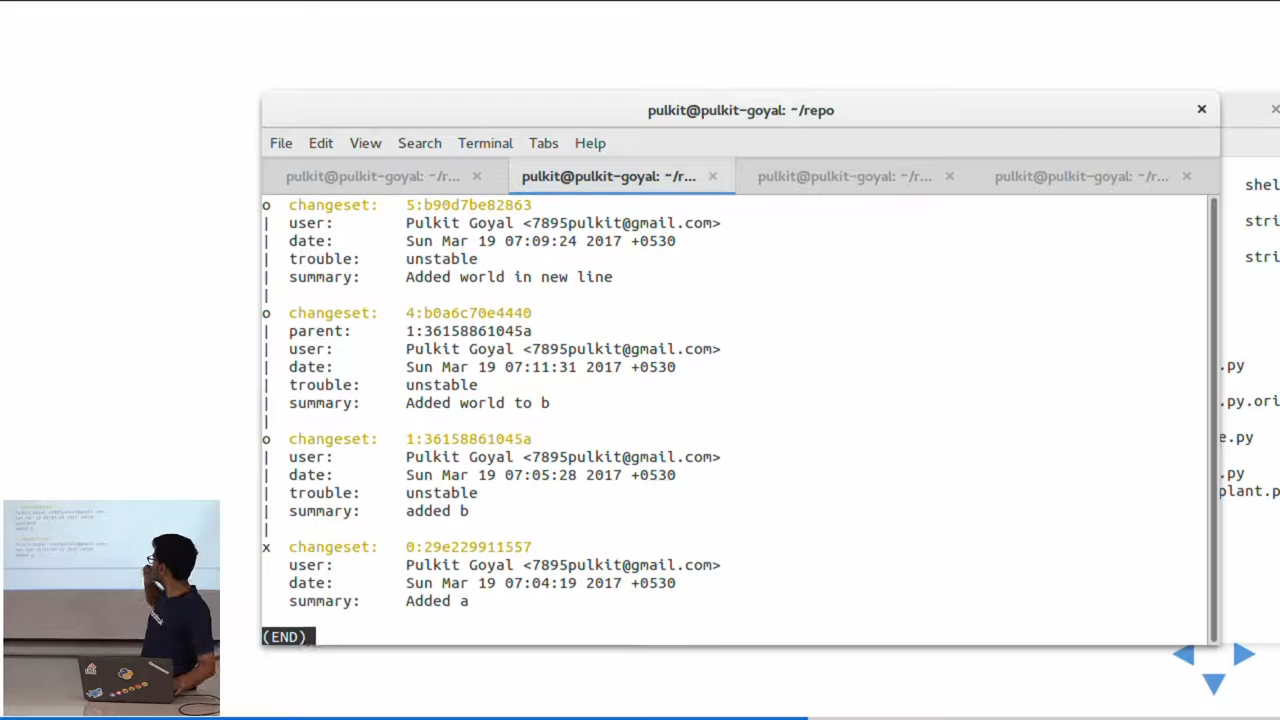 pulkit@pulkit-goyal: ~/repo
File Edit View Search Terminal Tabs Help
pulkit@pulkit-goyal: ~/r... pulkit@pulkit-goyal: ~/r... pulkit@pulkit-goyal: ~/r... pulkit@pulkit-goyal: ~/r...
o changeset: 5:b90d7be82863
| user: Pulkit Goyal <7895pulkit@gmail.com>
| date: Sun Mar 19 07:09:24 2017 +0530
| trouble: unstable
| summary: Added world in new line
|
o changeset: 4:b0a6c70e4440
| parent: 1:36158861045a
| user: Pulkit Goyal <7895pulkit@gmail.com>
| date: Sun Mar 19 07:11:31 2017 +0530
| trouble: unstable
| summary: Added world to b
|
o changeset: 1:36158861045a
| user: Pulkit Goyal <7895pulkit@gmail.com>
| date: Sun Mar 19 07:05:28 2017 +0530
| trouble: unstable
| summary: added b
|
x changeset: 0:29e229911557
user: Pulkit Goyal <7895pulkit@gmail.com>
date: Sun Mar 19 07:04:19 2017 +0530
summary: Added a
(END)
shel
stri
stri
.py
.py.ori
e.py
.py
plant.p